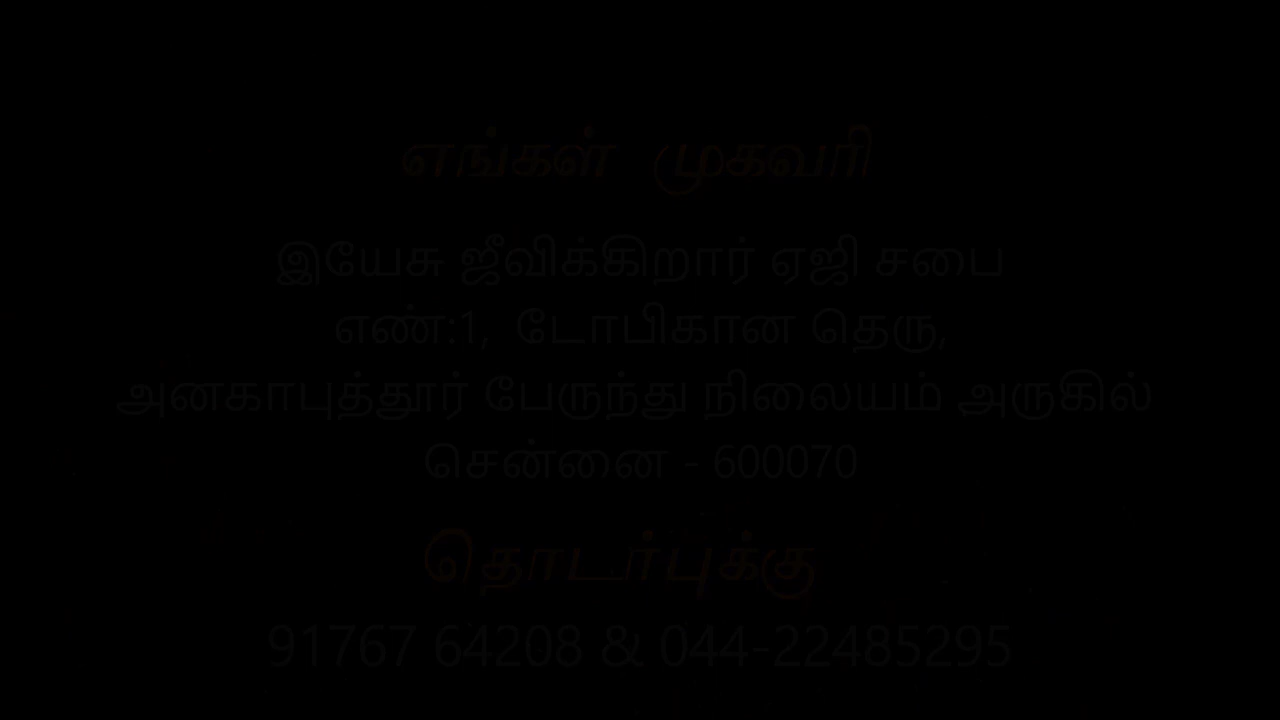 எங்கள் முகவரி
இயேசு ஜீவிக்கிறார் ஏஜி சபை
எண்:1, டோபிகான தெரு,
அனகாபுத்தூர் பேருந்து நிலையம் அருகில்
சென்னை - 600070
தொடர்புக்கு
91767 64208 & 044-22485295